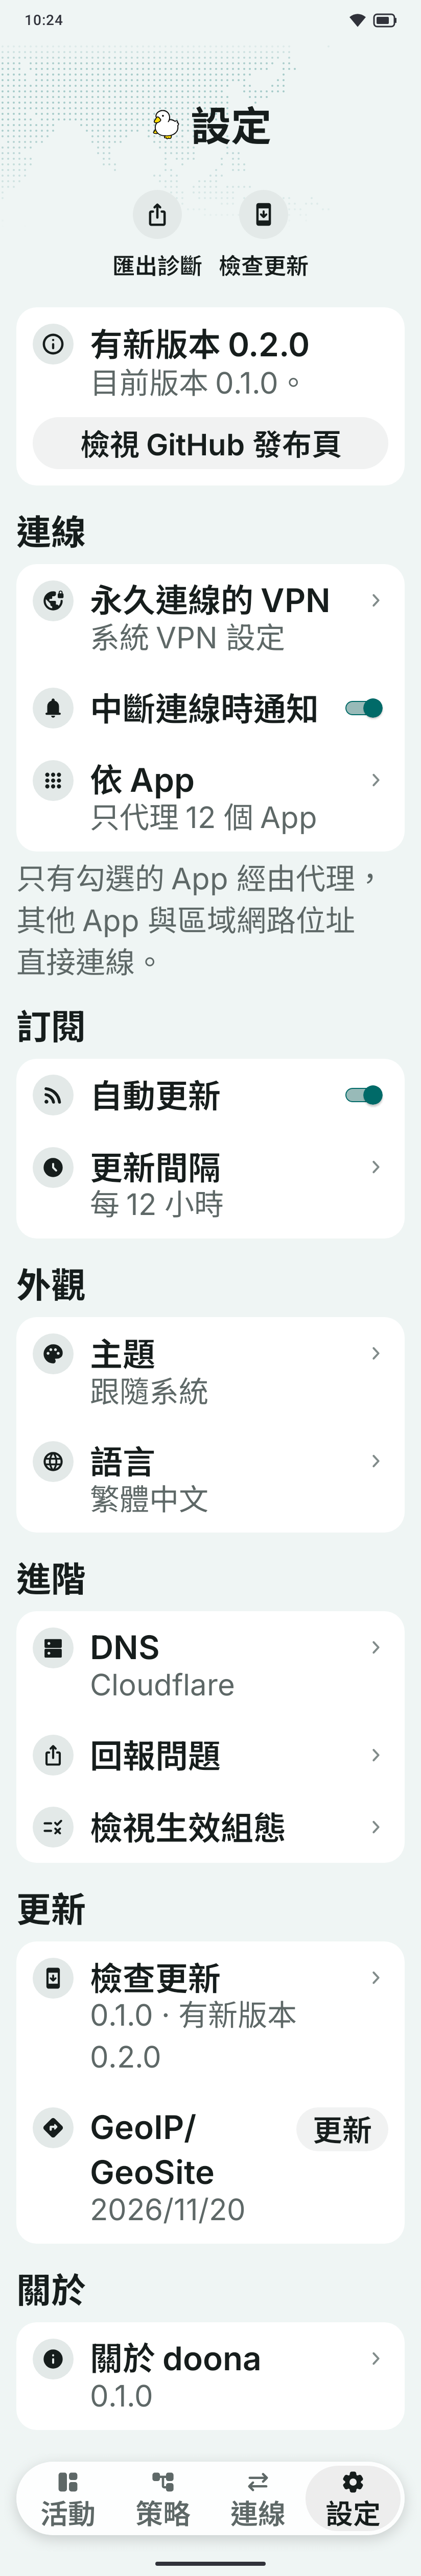 10:24
設定
匯出診斷
檢查更新
有新版本 0.2.0
目前版本 0.1.0。
檢視 GitHub 發布頁
連線
永久連線的 VPN
系統 VPN 設定
中斷連線時通知
依 App
只代理 12 個 App
只有勾選的 App 經由代理，
其他 App 與區域網路位址
直接連線。
訂閱
自動更新
更新間隔
每 12 小時
外觀
主題
跟隨系統
語言
繁體中文
進階
DNS
Cloudflare
回報問題
檢視生效組態
更新
檢查更新
0.1.0 · 有新版本
0.2.0
GeoIP/
GeoSite
2026/11/20
更新
關於
關於 doona
0.1.0
活動
策略
連線
設定